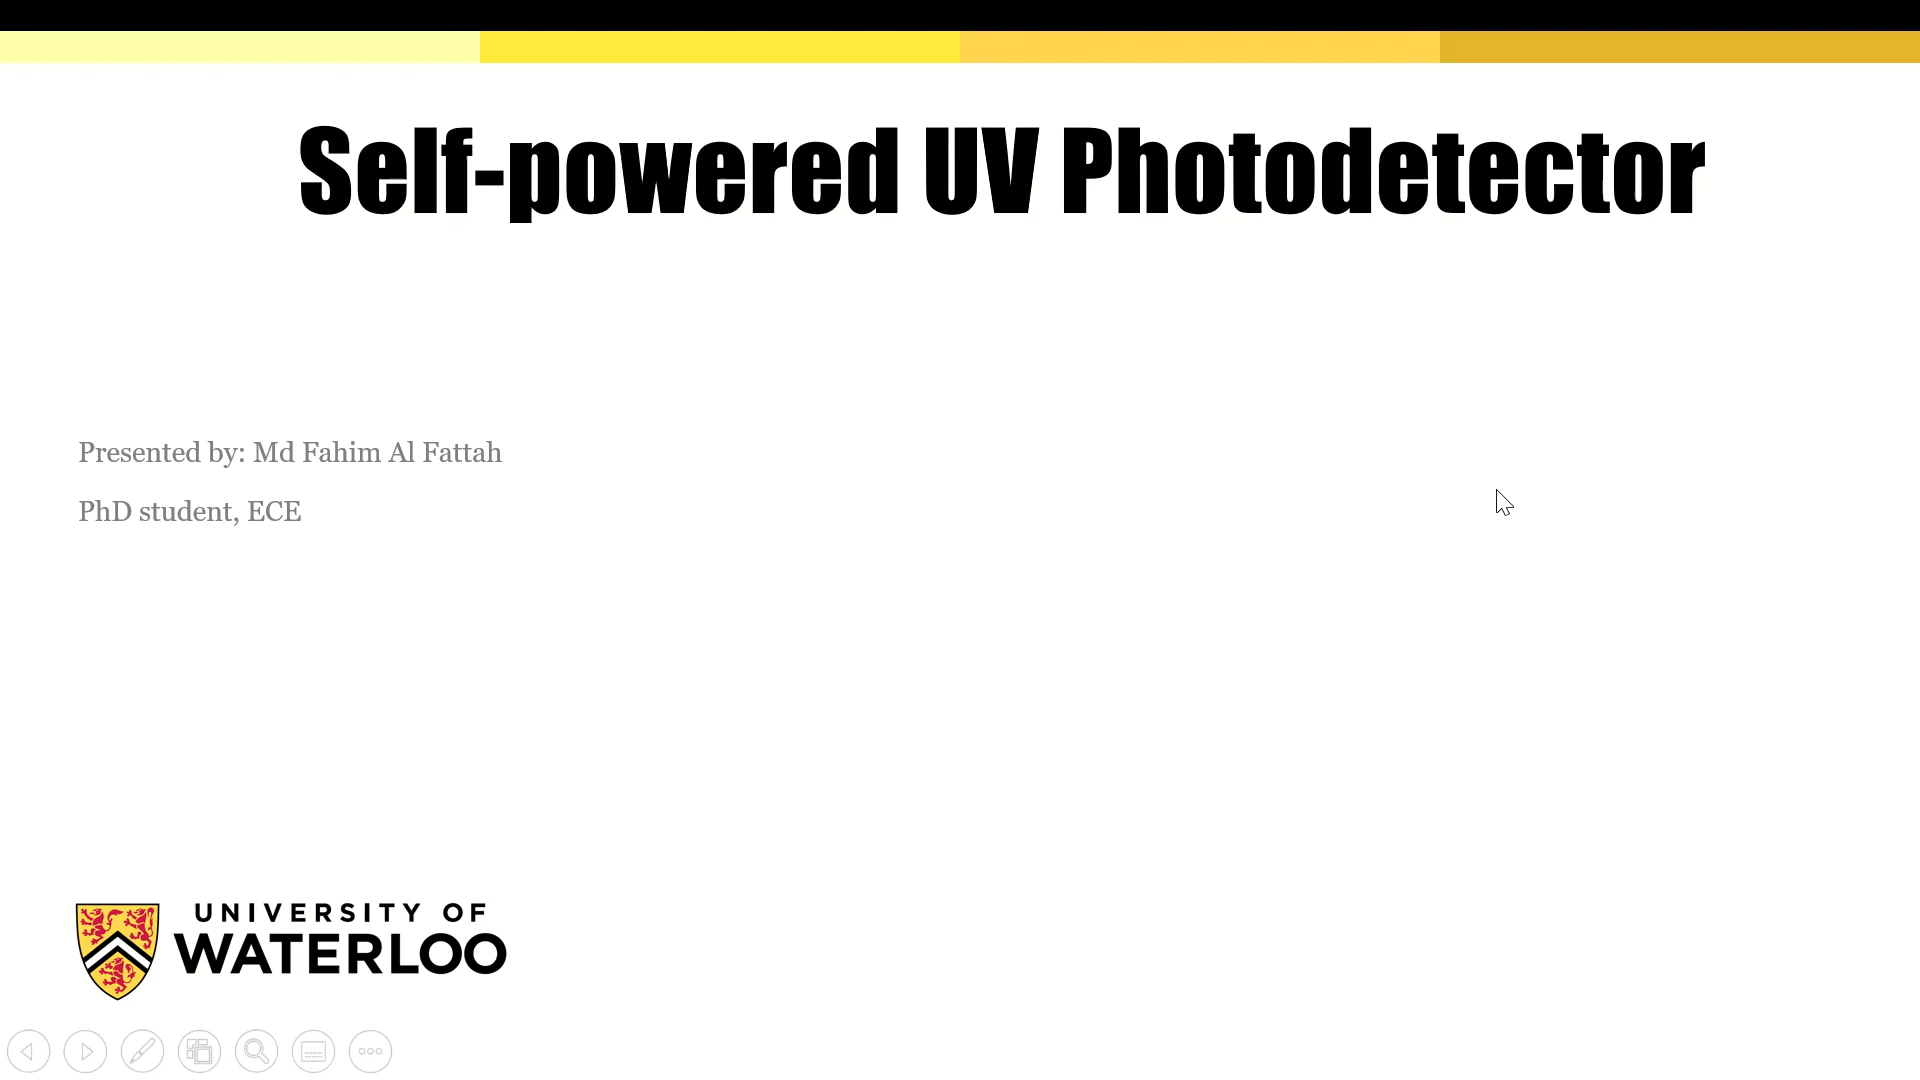 Self-powered UV Photodetector
Presented by: Md Fahim Al Fattah
PhD student, ECE
UNIVERSITY OF
WATERLOO